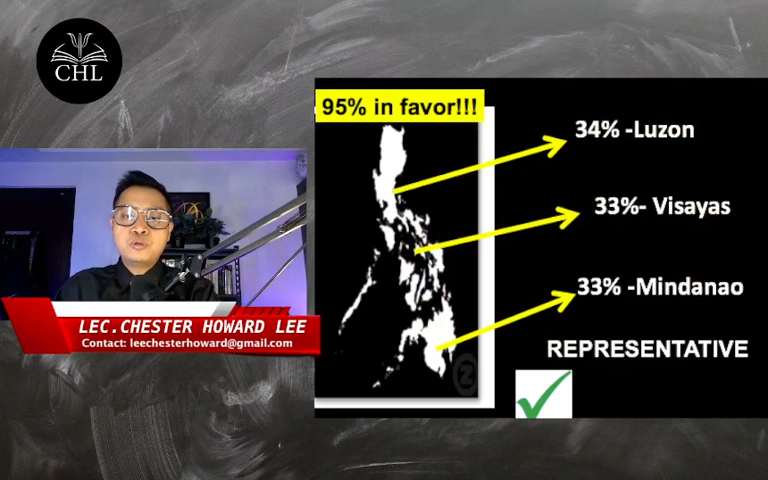 CHL
95% in favor!!!
34% -Luzon
33%- Visayas
33% -Mindanao
REPRESENTATIVE
LEC.CHESTER HOWARD LEE
Contact: leechesterhoward@gmail.com